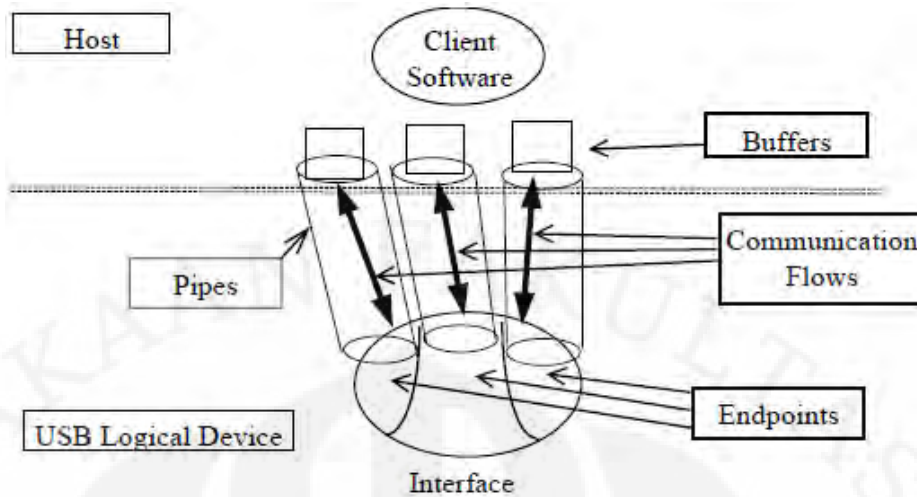 Host
Client
Software
Buffers
Communication
Flows
Pipes
Endpoints
USB Logical Device
Interface